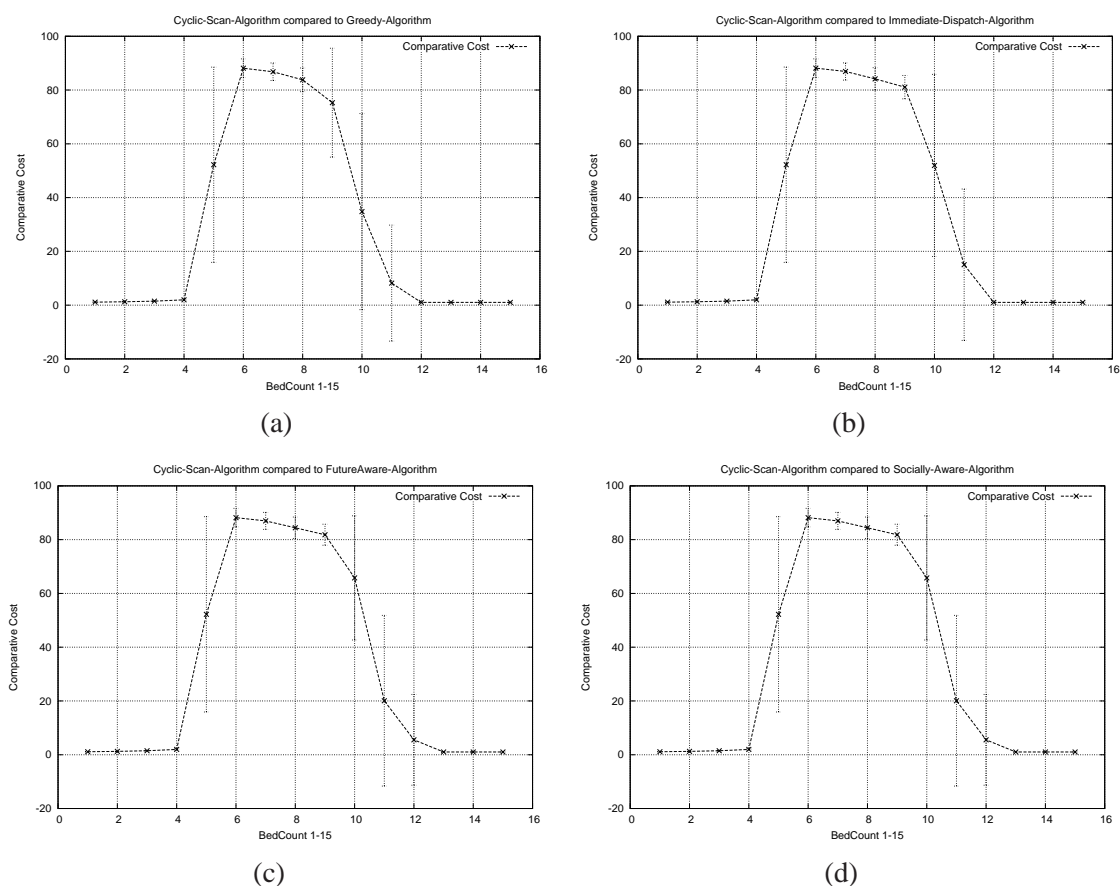 Cyclic-Scan-Algorithm compared to Greedy-Algorithm
Comparative Cost
100
80
60
40
20
0
-20
Comparative Cost
0 2 4 6 8 10 12 14 16
BedCount 1-15
(a)
Cyclic-Scan-Algorithm compared to Immediate-Dispatch-Algorithm
Comparative Cost
100
80
60
40
20
0
-20
Comparative Cost
0 2 4 6 8 10 12 14 16
BedCount 1-15
(b)
Cyclic-Scan-Algorithm compared to FutureAware-Algorithm
Comparative Cost
100
80
60
40
20
0
-20
Comparative Cost
0 2 4 6 8 10 12 14 16
BedCount 1-15
(c)
Cyclic-Scan-Algorithm compared to Socially-Aware-Algorithm
Comparative Cost
100
80
60
40
20
0
-20
Comparative Cost
0 2 4 6 8 10 12 14 16
BedCount 1-15
(d)